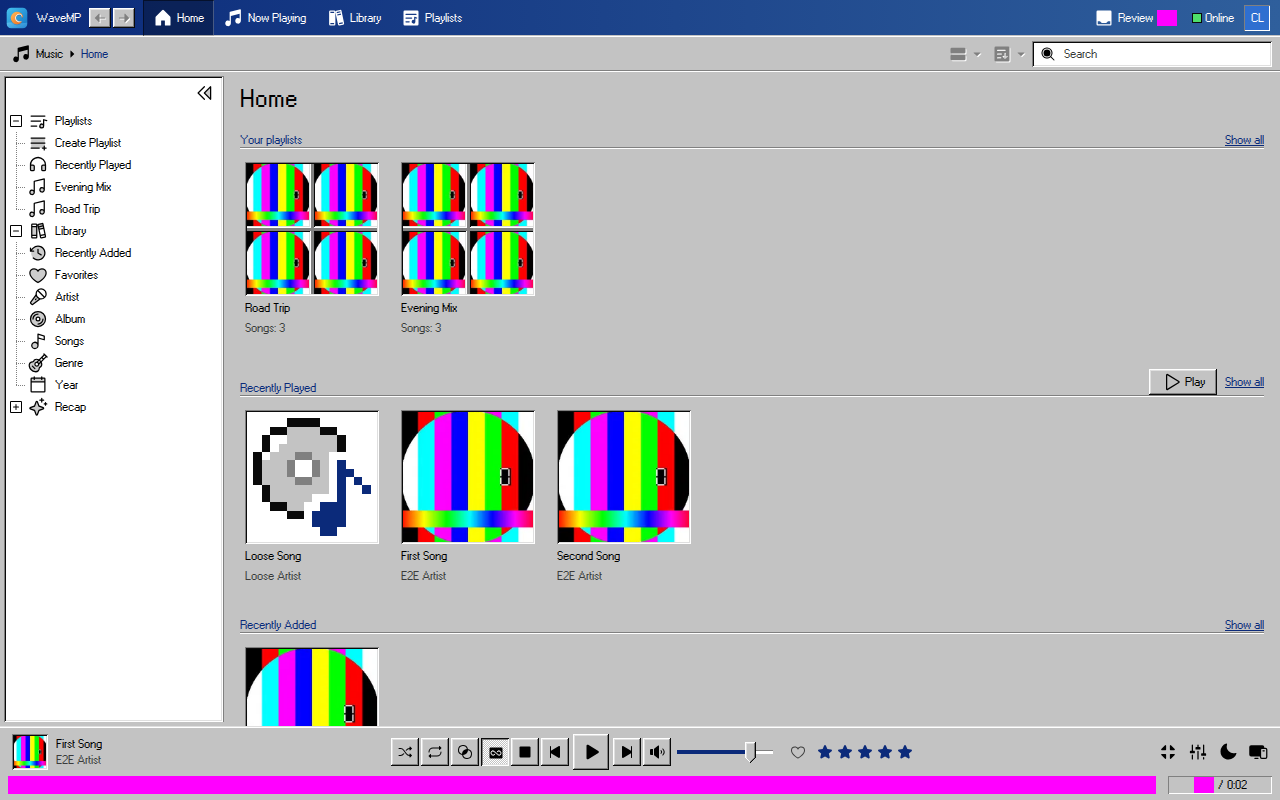 WaveMP
Home
Now Playing
Library
Playlists
Review
Online
CL
Music
Home
Search
Playlists
Create Playlist
Recently Played
Evening Mix
Road Trip
Library
Recently Added
Favorites
Artist
Album
Songs
Genre
Year
Recap
Home
Your playlists
Show all
Road Trip
Songs: 3
Evening Mix
Songs: 3
Recently Played
Play
Show all
Loose Song
Loose Artist
First Song
E2E Artist
Second Song
E2E Artist
Recently Added
Show all
First Song
E2E Artist
/ 0:02